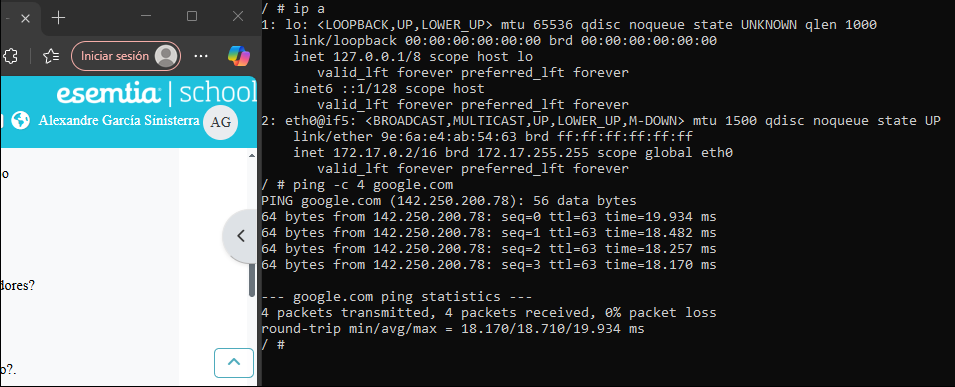 Iniciar sesión
esemtia | school
Alexandre García Sinisterra AG
o
dores?
o?.
/ # ip a
1: lo: <LOOPBACK,UP,LOWER_UP> mtu 65536 qdisc noqueue state UNKNOWN qlen 1000
    link/loopback 00:00:00:00:00:00 brd 00:00:00:00:00:00
    inet 127.0.0.1/8 scope host lo
       valid_lft forever preferred_lft forever
    inet6 ::1/128 scope host
       valid_lft forever preferred_lft forever
2: eth0@if5: <BROADCAST,MULTICAST,UP,LOWER_UP,M-DOWN> mtu 1500 qdisc noqueue state UP
    link/ether 9e:6a:e4:ab:54:63 brd ff:ff:ff:ff:ff:ff
    inet 172.17.0.2/16 brd 172.17.255.255 scope global eth0
       valid_lft forever preferred_lft forever
/ # ping -c 4 google.com
PING google.com (142.250.200.78): 56 data bytes
64 bytes from 142.250.200.78: seq=0 ttl=63 time=19.934 ms
64 bytes from 142.250.200.78: seq=1 ttl=63 time=18.482 ms
64 bytes from 142.250.200.78: seq=2 ttl=63 time=18.257 ms
64 bytes from 142.250.200.78: seq=3 ttl=63 time=18.170 ms
--- google.com ping statistics ---
4 packets transmitted, 4 packets received, 0% packet loss
round-trip min/avg/max = 18.170/18.710/19.934 ms
/ #